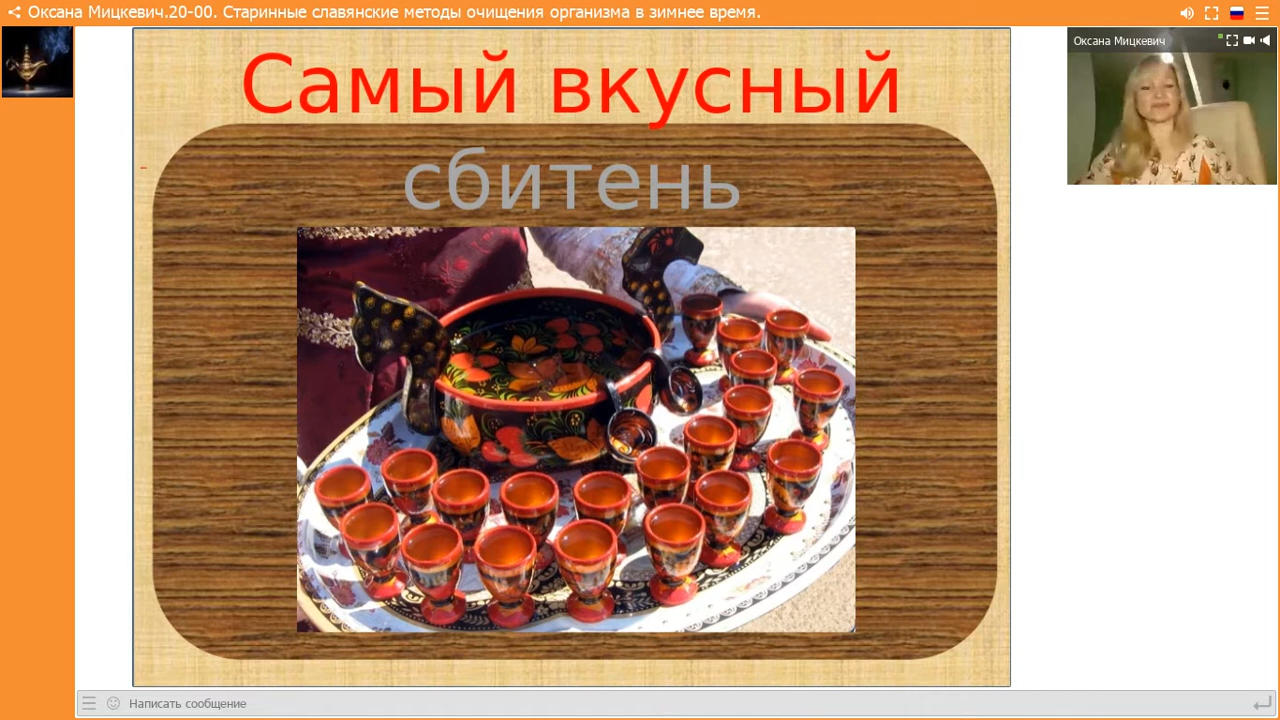 Оксана Мицкевич.20-00. Старинные славянские методы очищения организма в зимнее время.
Оксана Мицкевич
Самый вкусный
сбитень
Написать сообщение